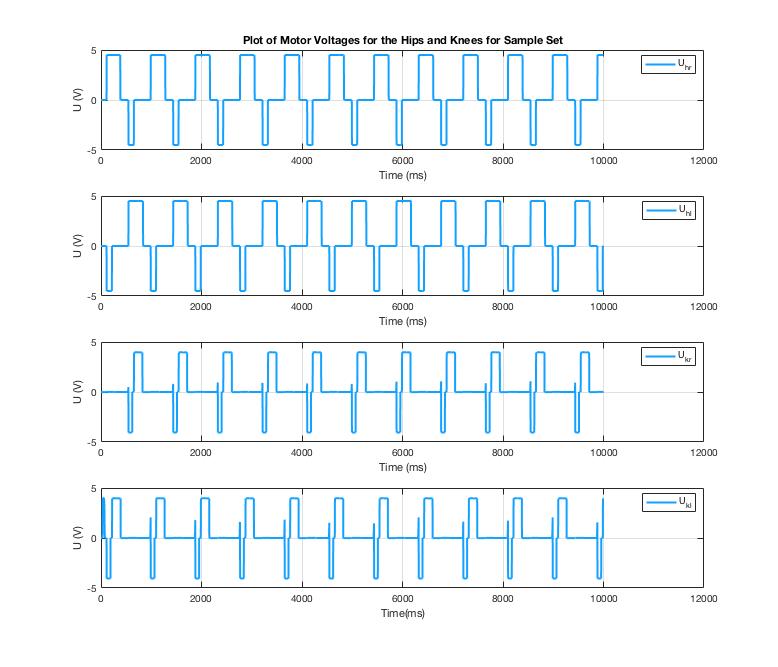 Plot of Motor Voltages for the Hips and Knees for Sample Set
5
0
-5
U (V)
U_hr
0 2000 4000 6000 8000 10000 12000
Time (ms)
5
0
-5
U (V)
U_hl
0 2000 4000 6000 8000 10000 12000
Time (ms)
5
0
-5
U (V)
U_kr
0 2000 4000 6000 8000 10000 12000
Time (ms)
5
0
-5
U (V)
U_kl
0 2000 4000 6000 8000 10000 12000
Time(ms)